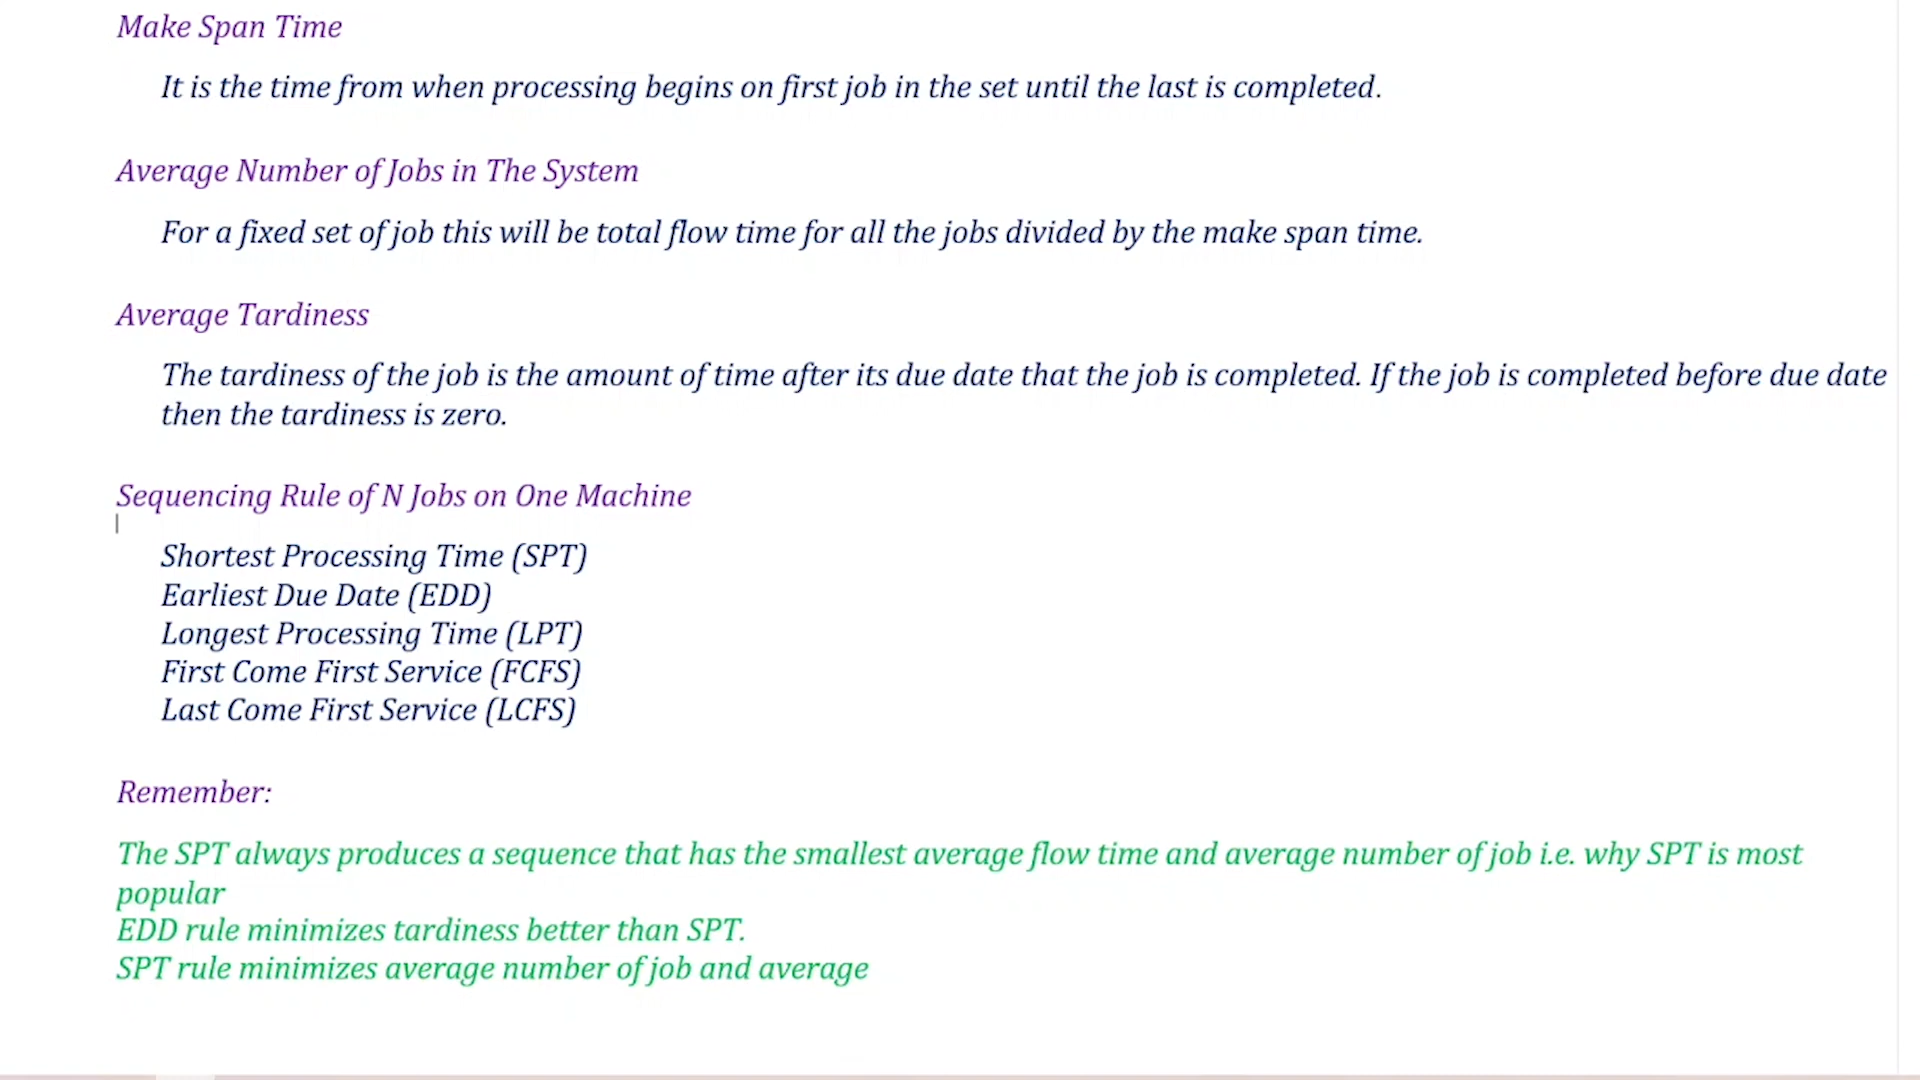 Make Span Time
It is the time from when processing begins on first job in the set until the last is completed.
Average Number of Jobs in The System
For a fixed set of job this will be total flow time for all the jobs divided by the make span time.
Average Tardiness
The tardiness of the job is the amount of time after its due date that the job is completed. If the job is completed before due date
then the tardiness is zero.
Sequencing Rule of N Jobs on One Machine
Shortest Processing Time (SPT)
Earliest Due Date (EDD)
Longest Processing Time (LPT)
First Come First Service (FCFS)
Last Come First Service (LCFS)
Remember:
The SPT always produces a sequence that has the smallest average flow time and average number of job i.e. why SPT is most
popular
EDD rule minimizes tardiness better than SPT.
SPT rule minimizes average number of job and average